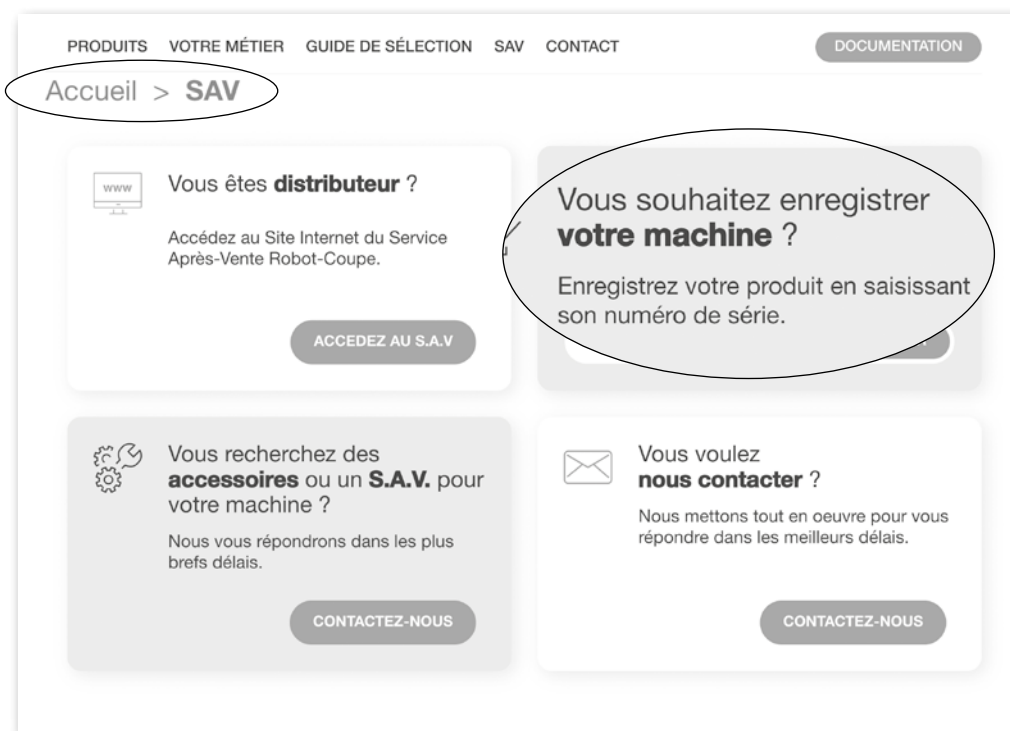 PRODUITS VOTRE MÉTIER GUIDE DE SÉLECTION SAV CONTACT DOCUMENTATION
Accueil > SAV
www
Vous êtes distributeur ?
Accédez au Site Internet du Service
Après-Vente Robot-Coupe.
ACCEDEZ AU S.A.V
Vous souhaitez enregistrer
votre machine ?
Enregistrez votre produit en saisissant
son numéro de série.
Vous recherchez des
accessoires ou un S.A.V. pour
votre machine ?
Nous vous répondrons dans les plus
brefs délais.
CONTACTEZ-NOUS
Vous voulez
nous contacter ?
Nous mettons tout en oeuvre pour vous
répondre dans les meilleurs délais.
CONTACTEZ-NOUS